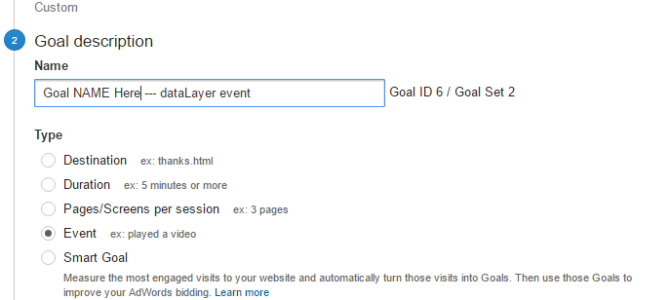 Custom
2 Goal description
Name
Goal NAME Here --- dataLayer event Goal ID 6 / Goal Set 2
Type
Destination ex: thanks.html
Duration ex: 5 minutes or more
Pages/Screens per session ex: 3 pages
Event ex: played a video
Smart Goal
Measure the most engaged visits to your website and automatically turn those visits into Goals. Then use those Goals to
improve your AdWords bidding. Learn more